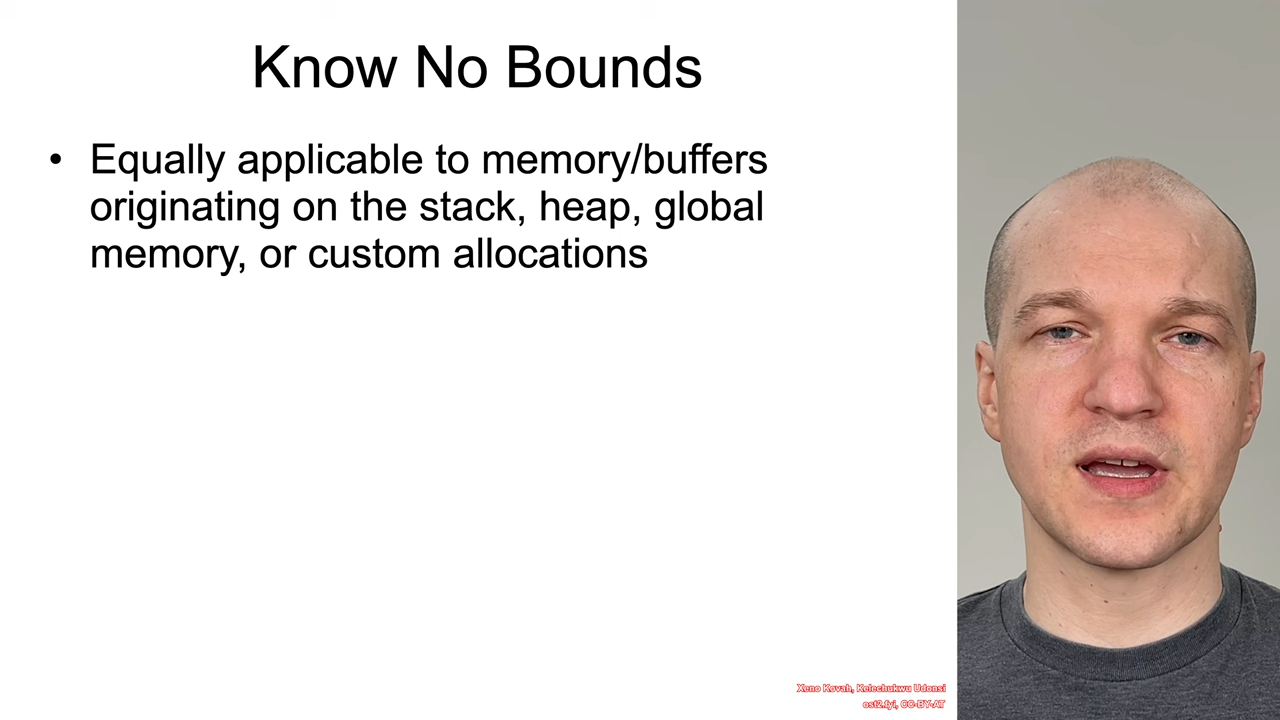 Know No Bounds
• Equally applicable to memory/buffers
originating on the stack, heap, global
memory, or custom allocations
Xeno Kovah, Kelechukwu Udonsi
ost2.fyi, CC-BY-AT